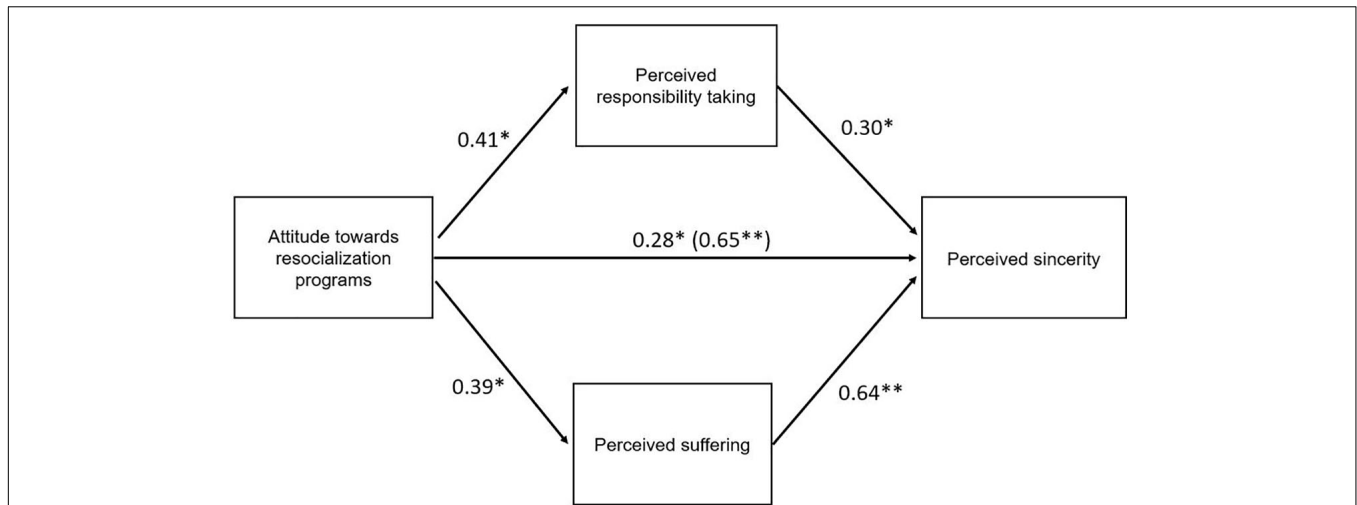 Perceived
responsibility taking
0.41*
0.30*
Attitude towards
resocialization
programs
0.28* (0.65**)
Perceived sincerity
0.39*
0.64**
Perceived suffering